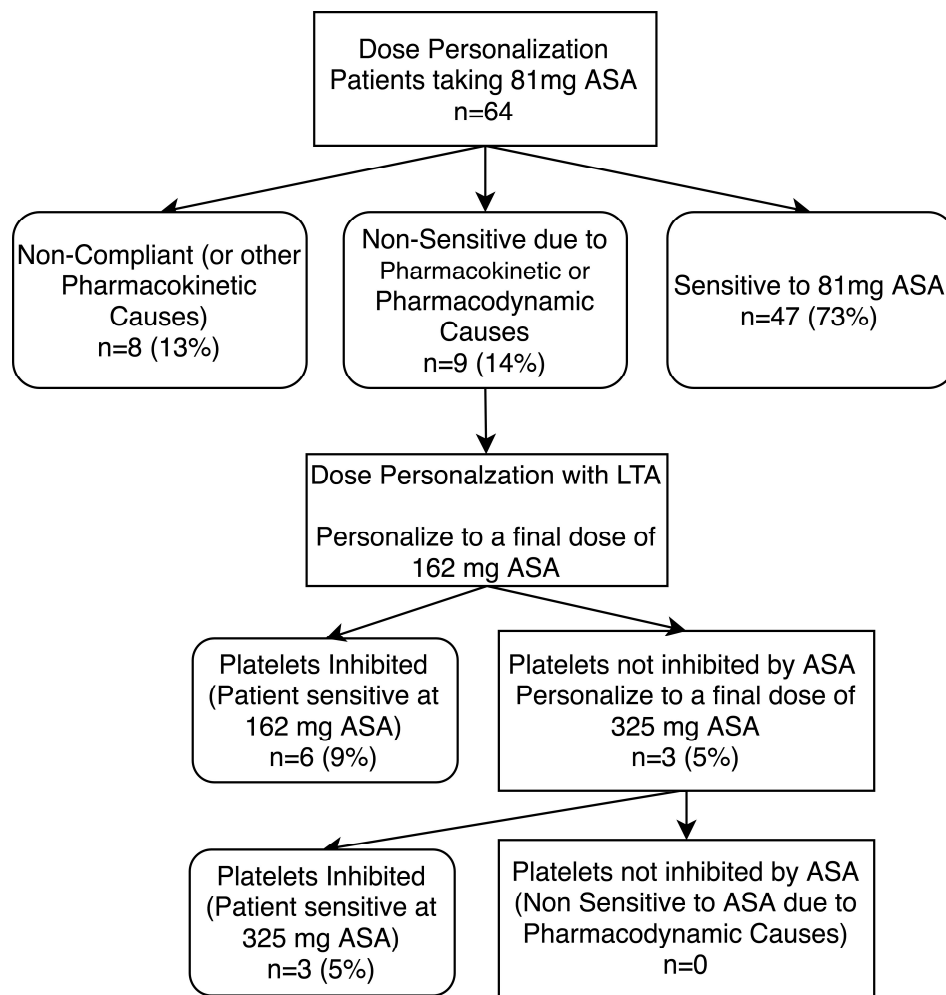 Dose Personalization
Patients taking 81mg ASA
n=64
Non-Compliant (or other
Pharmacokinetic
Causes)
n=8 (13%)
Non-Sensitive due to
Pharmacokinetic or
Pharmacodynamic
Causes
n=9 (14%)
Sensitive to 81mg ASA
n=47 (73%)
Dose Personalzation with LTA
Personalize to a final dose of
162 mg ASA
Platelets Inhibited
(Patient sensitive at
162 mg ASA)
n=6 (9%)
Platelets not inhibited by ASA
Personalize to a final dose of
325 mg ASA
n=3 (5%)
Platelets Inhibited
(Patient sensitive at
325 mg ASA)
n=3 (5%)
Platelets not inhibited by ASA
(Non Sensitive to ASA due to
Pharmacodynamic Causes)
n=0